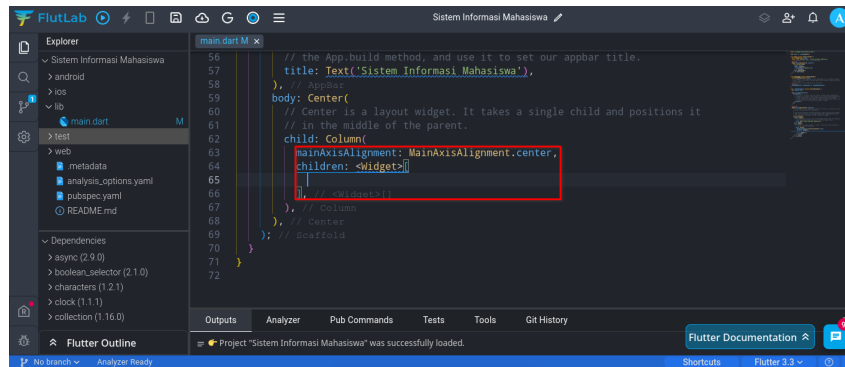 FlutLab
Sistem Informasi Mahasiswa
A
Explorer
main.dart M ×
Sistem Informasi Mahasiswa
android
ios
lib
main.dart M
test
web
.metadata
analysis_options.yaml
pubspec.yaml
README.md
Dependencies
async (2.9.0)
boolean_selector (2.1.0)
characters (1.2.1)
clock (1.1.1)
collection (1.16.0)
Flutter Outline
1
R
56 // the App.build method, and use it to set our appbar title.
57 title: Text('Sistem Informasi Mahasiswa'),
58 ), // AppBar
59 body: Center(
60 // Center is a layout widget. It takes a single child and positions it
61 // in the middle of the parent.
62 child: Column(
63 mainAxisAlignment: MainAxisAlignment.center,
64 children: <Widget>[
65
66 ], // <Widget>[]
67 ), // Column
68 ), // Center
69 ); // Scaffold
70 }
71 }
72
Outputs Analyzer Pub Commands Tests Tools Git History
Project "Sistem Informasi Mahasiswa" was successfully loaded.
Flutter Documentation
No branch Analyzer Ready Shortcuts Flutter 3.3